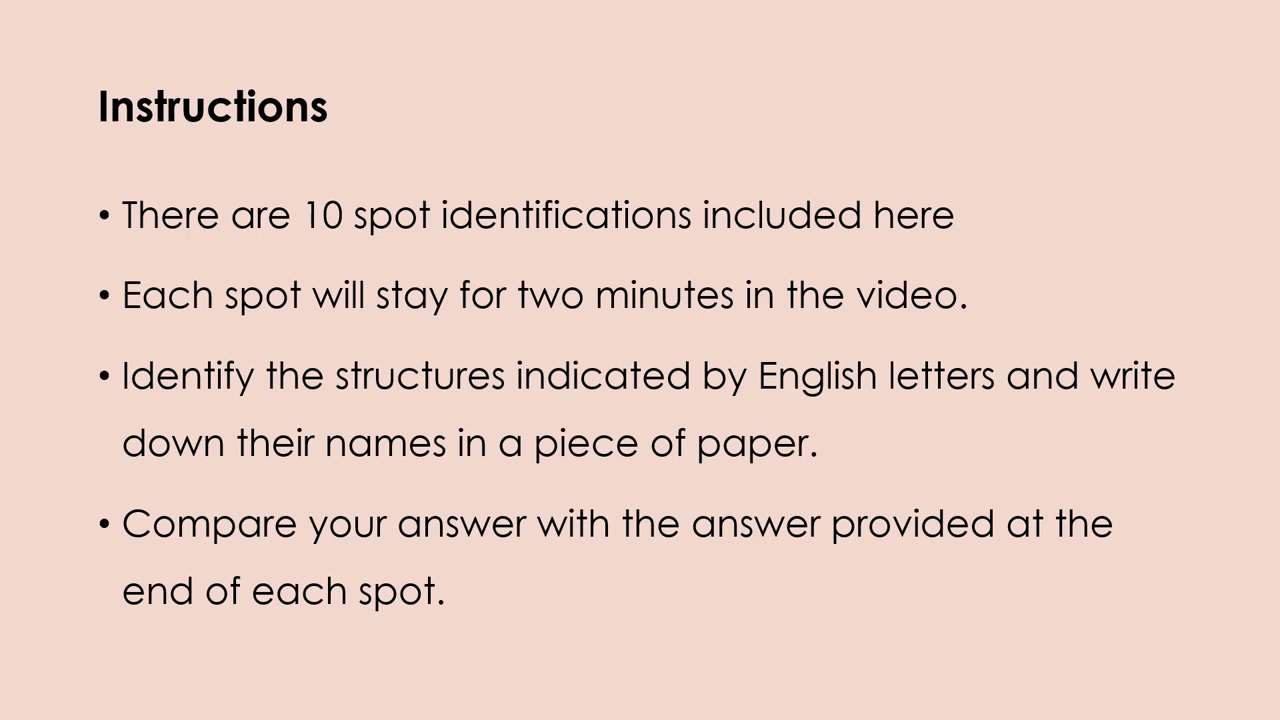 Instructions
• There are 10 spot identifications included here
• Each spot will stay for two minutes in the video.
• Identify the structures indicated by English letters and write
down their names in a piece of paper.
• Compare your answer with the answer provided at the
end of each spot.